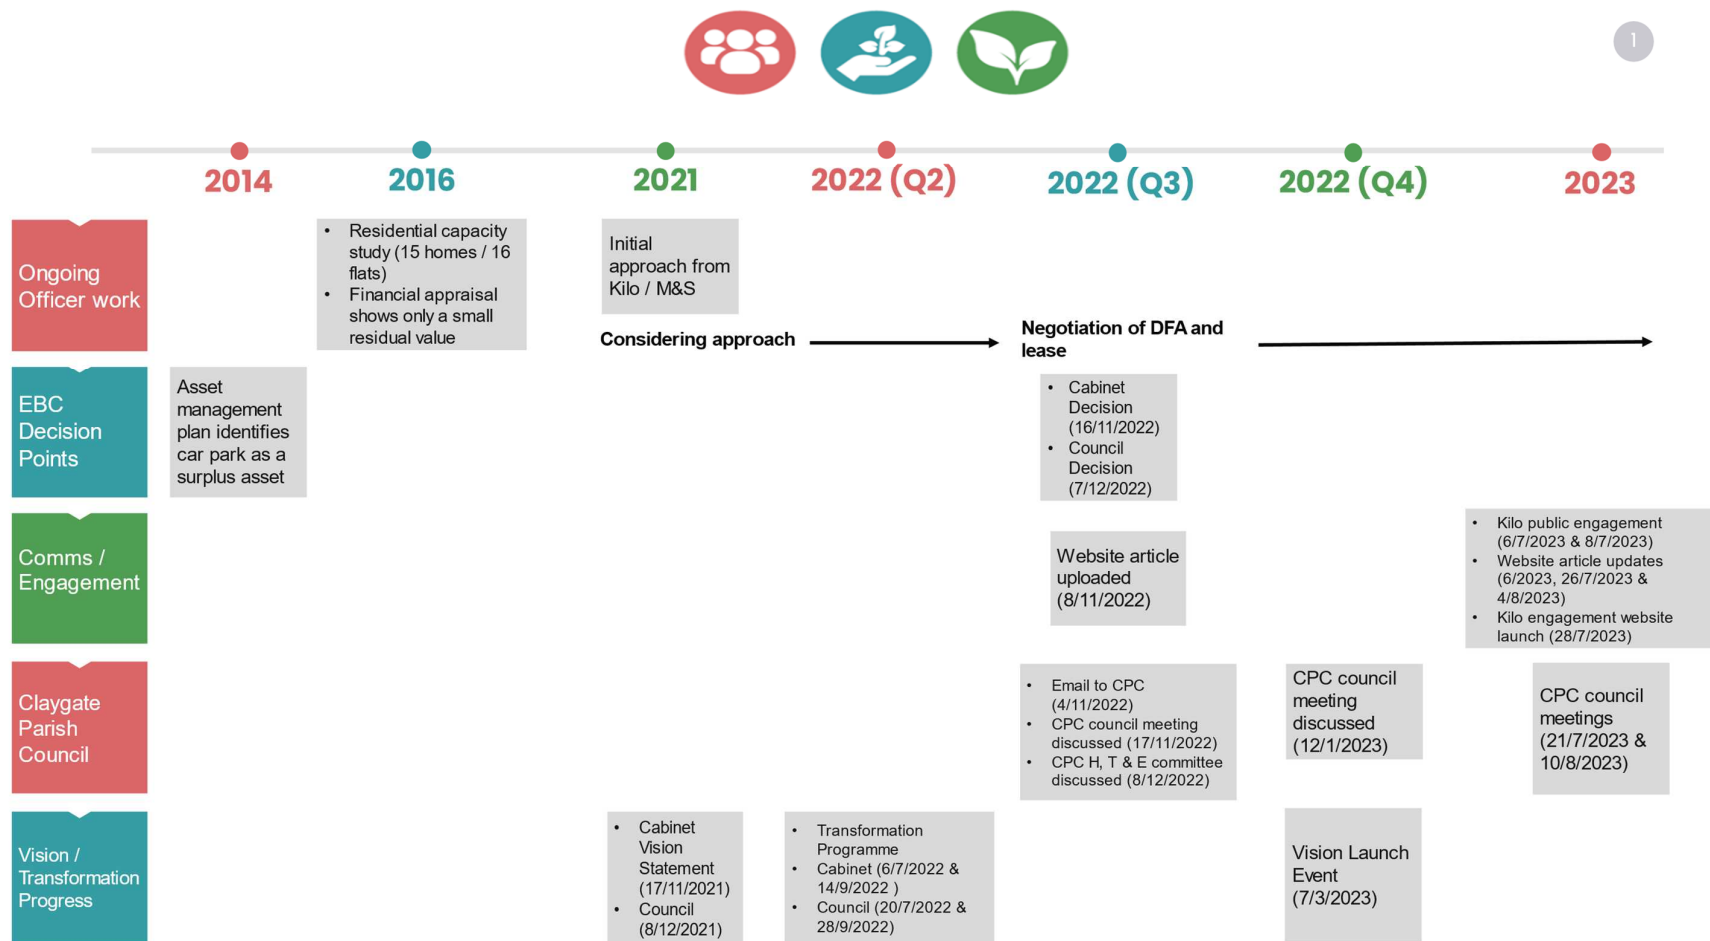 1
2014
2016
2021
2022 (Q2)
2022 (Q3)
2022 (Q4)
2023
Ongoing
Officer work
• Residential capacity
study (15 homes / 16
flats)
• Financial appraisal
shows only a small
residual value
Initial
approach from
Kilo / M&S
Considering approach
Negotiation of DFA and
lease
EBC
Decision
Points
Asset
management
plan identifies
car park as a
surplus asset
• Cabinet
Decision
(16/11/2022)
• Council
Decision
(7/12/2022)
Comms /
Engagement
Website article
uploaded
(8/11/2022)
• Kilo public engagement
(6/7/2023 & 8/7/2023)
• Website article updates
(6/2023, 26/7/2023 &
4/8/2023)
• Kilo engagement website
launch (28/7/2023)
Claygate
Parish
Council
• Email to CPC
(4/11/2022)
• CPC council meeting
discussed (17/11/2022)
• CPC H, T & E committee
discussed (8/12/2022)
CPC council
meeting
discussed
(12/1/2023)
CPC council
meetings
(21/7/2023 &
10/8/2023)
Vision /
Transformation
Progress
• Cabinet
Vision
Statement
(17/11/2021)
• Council
(8/12/2021)
• Transformation
Programme
• Cabinet (6/7/2022 &
14/9/2022 )
• Council (20/7/2022 &
28/9/2022)
Vision Launch
Event
(7/3/2023)